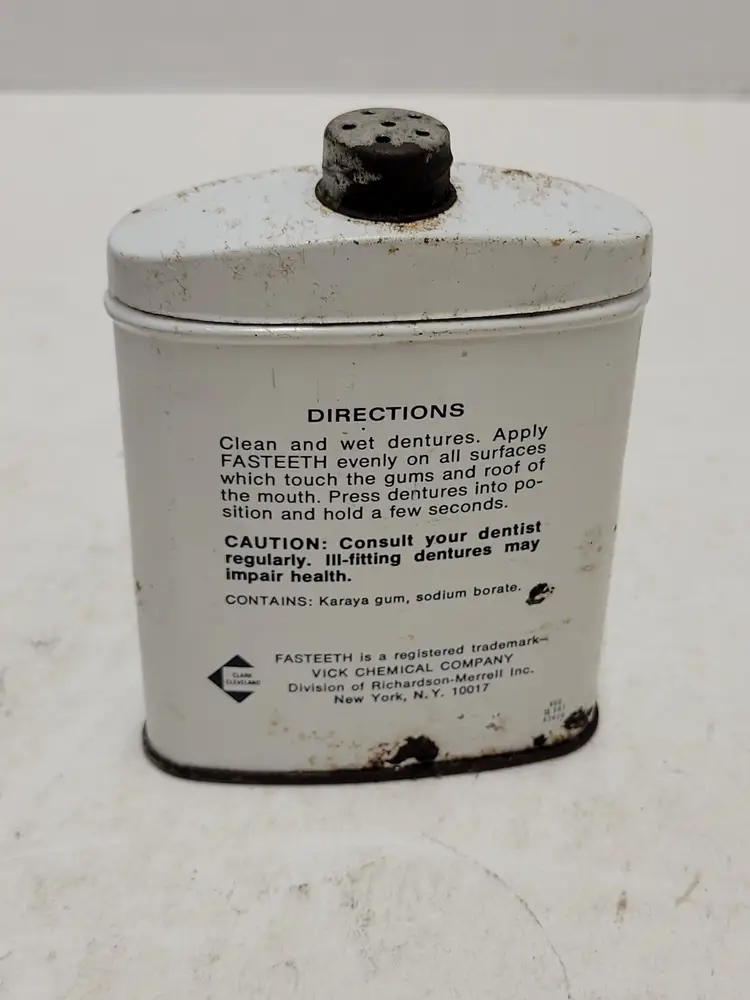 DIRECTIONS
Clean and wet dentures. Apply
FASTEETH evenly on all surfaces
which touch the gums and roof of
the mouth. Press dentures into po-
sition and hold a few seconds.
CAUTION: Consult your dentist
regularly. Ill-fitting dentures may
impair health.
CONTAINS: Karaya gum, sodium borate.
CLARK
CLEVELAND
FASTEETH is a registered trademark—
VICK CHEMICAL COMPANY
Division of Richardson-Merrell Inc.
New York, N.Y. 10017